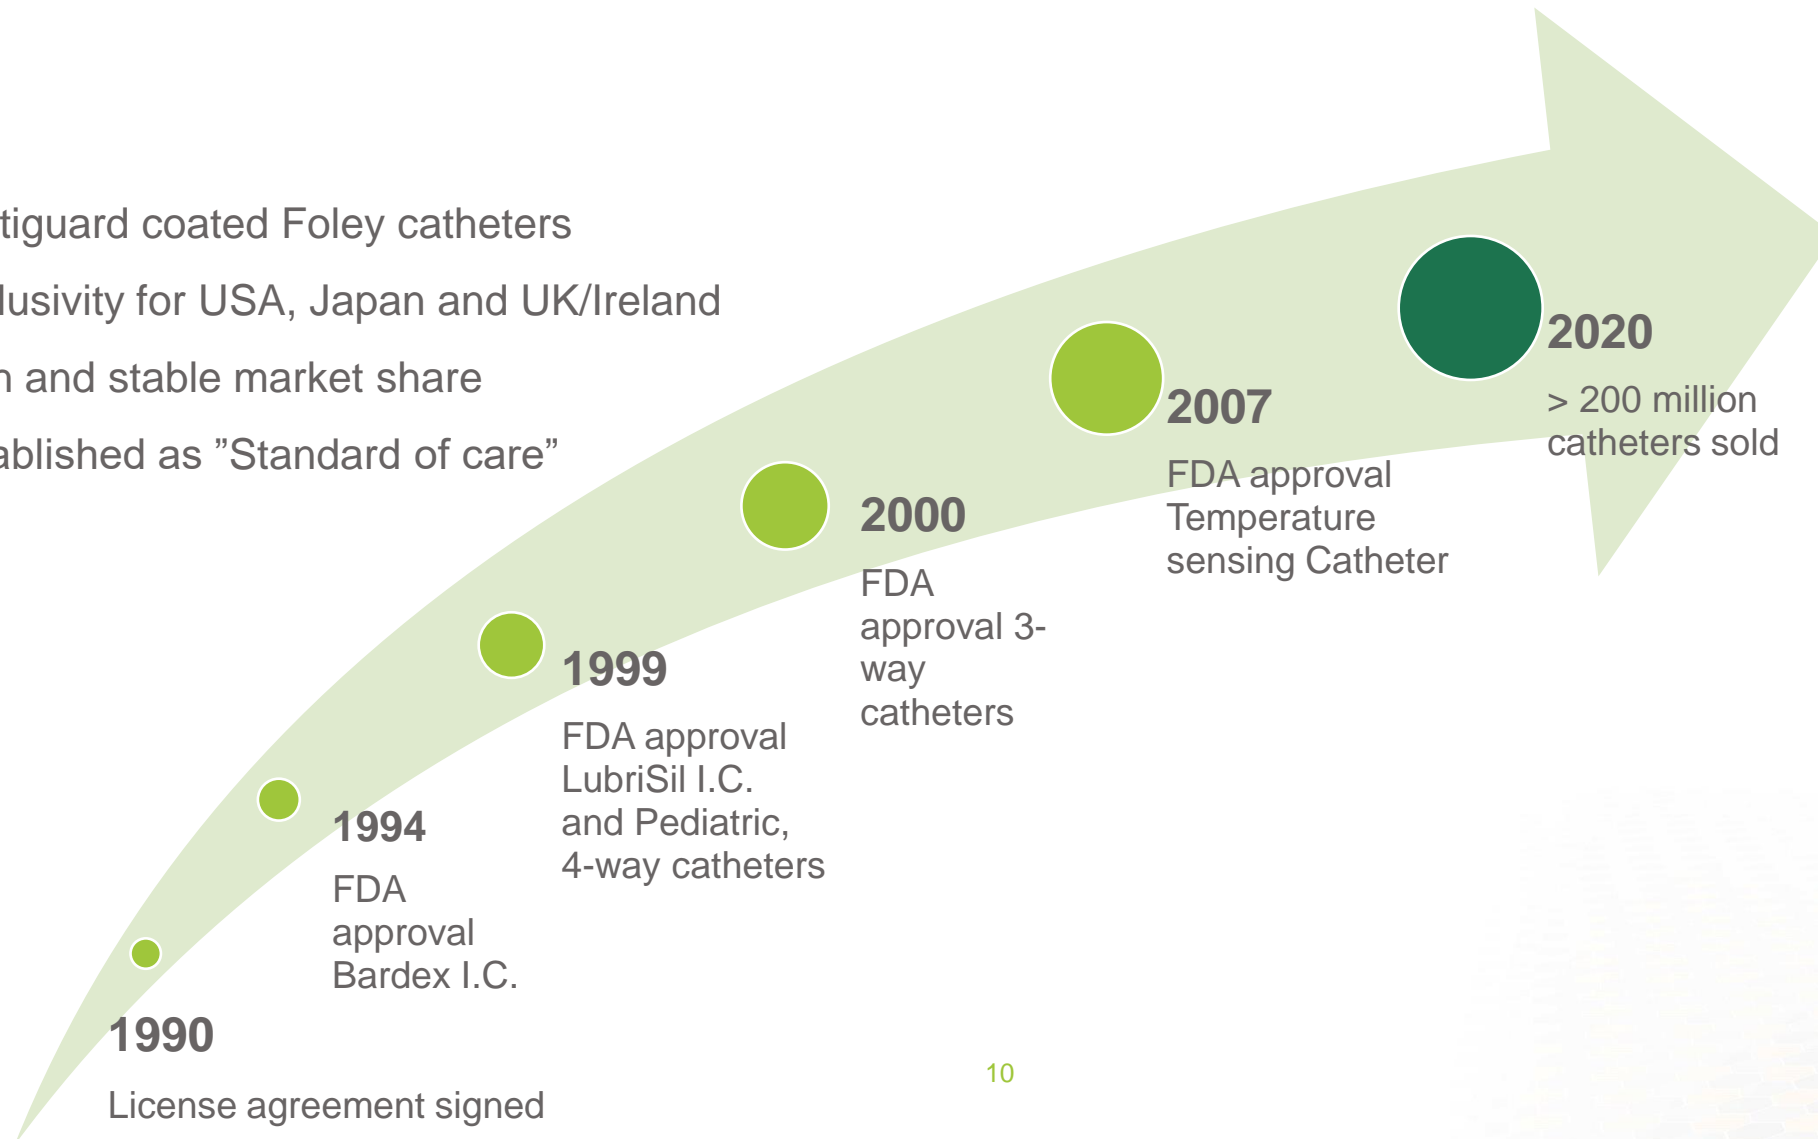 tiguard coated Foley catheters
lusivity for USA, Japan and UK/Ireland
n and stable market share
ablished as ”Standard of care”
2020
> 200 million
catheters sold
2007
FDA approval
Temperature
sensing Catheter
2000
FDA
approval 3-
way
catheters
1999
FDA approval
LubriSil I.C.
and Pediatric,
4-way catheters
1994
FDA
approval
Bardex I.C.
1990
License agreement signed
10